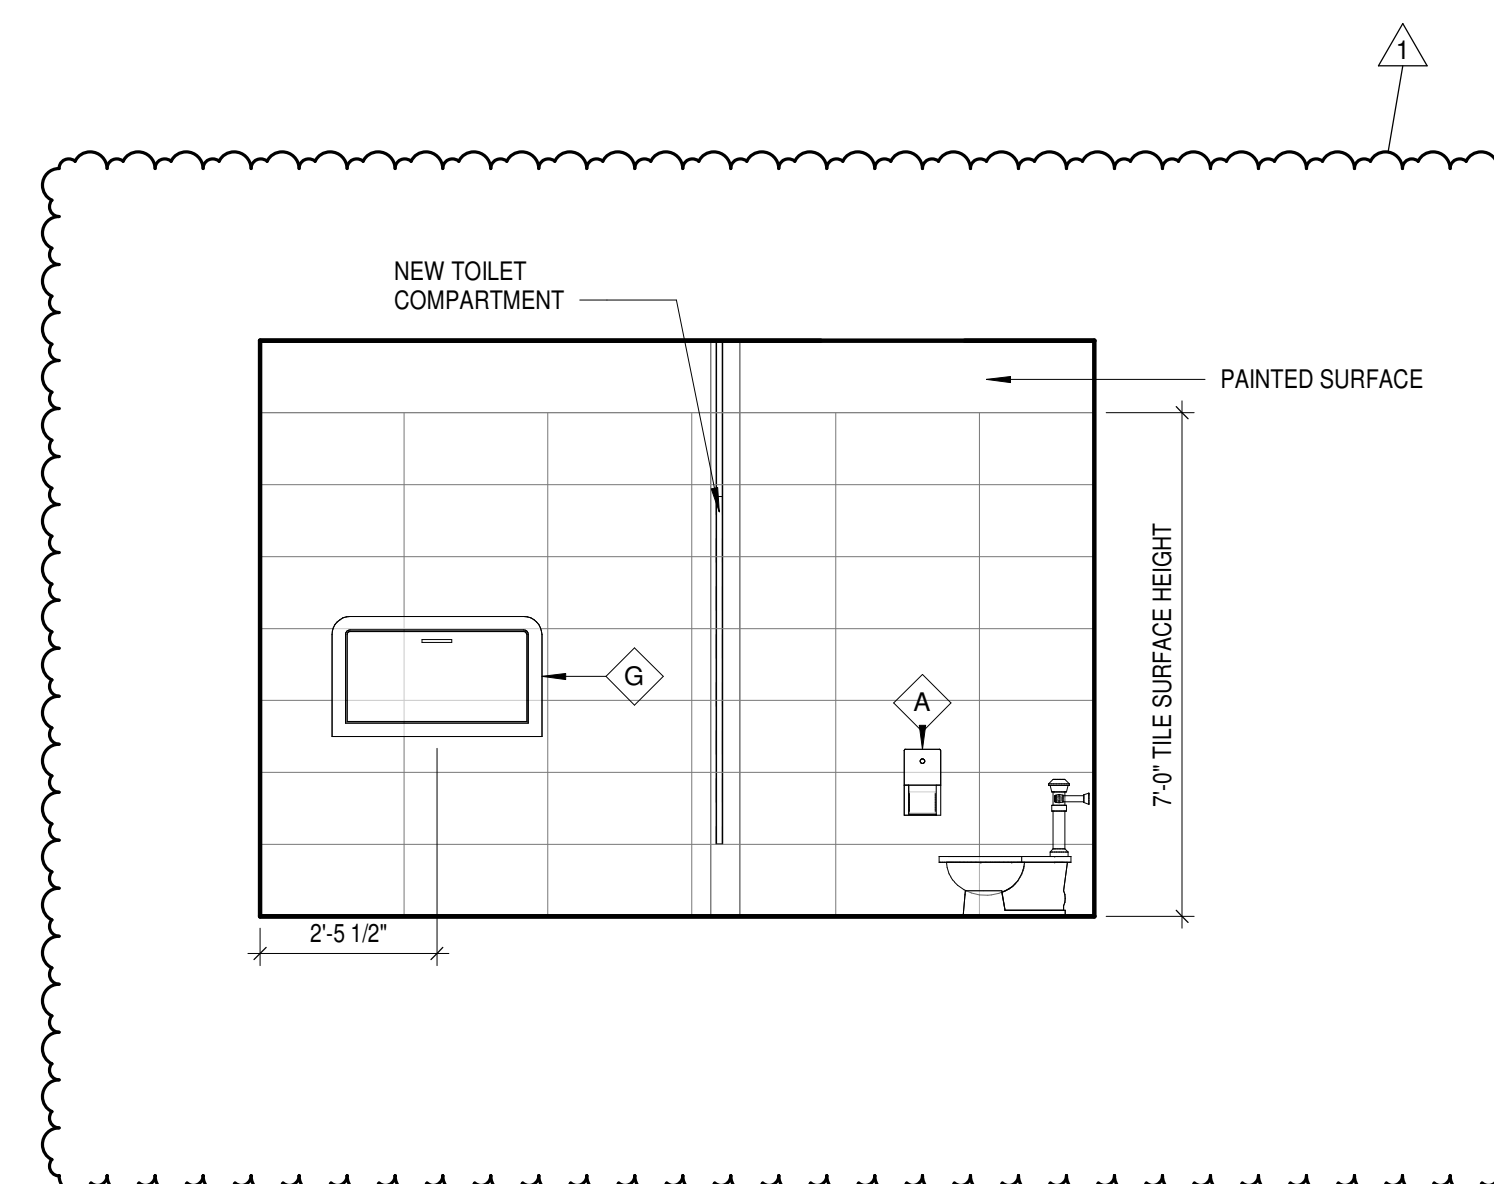 1
NEW TOILET
COMPARTMENT
PAINTED SURFACE
7'-0" TILE SURFACE HEIGHT
G
A
2'-5 1/2"